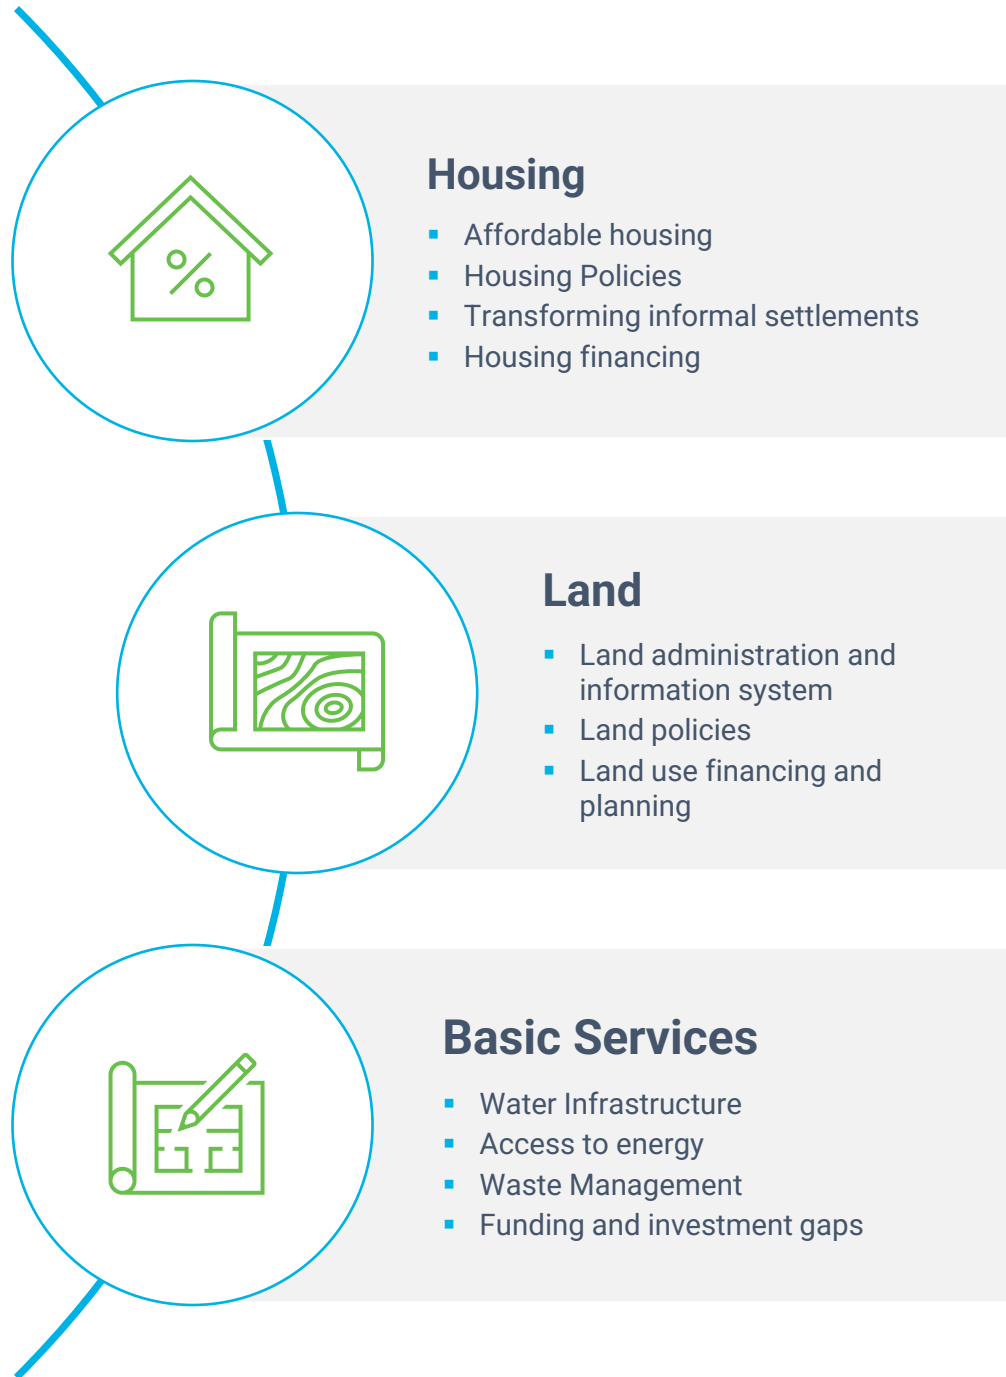 Housing
▪ Affordable housing
▪ Housing Policies
▪ Transforming informal settlements
▪ Housing financing
Land
▪ Land administration and
information system
▪ Land policies
▪ Land use financing and
planning
Basic Services
▪ Water Infrastructure
▪ Access to energy
▪ Waste Management
▪ Funding and investment gaps